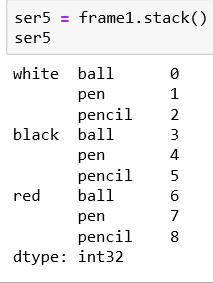 ser5 = frame1.stack()
ser5
white  ball      0
       pen       1
       pencil    2
black  ball      3
       pen       4
       pencil    5
red    ball      6
       pen       7
       pencil    8
dtype: int32